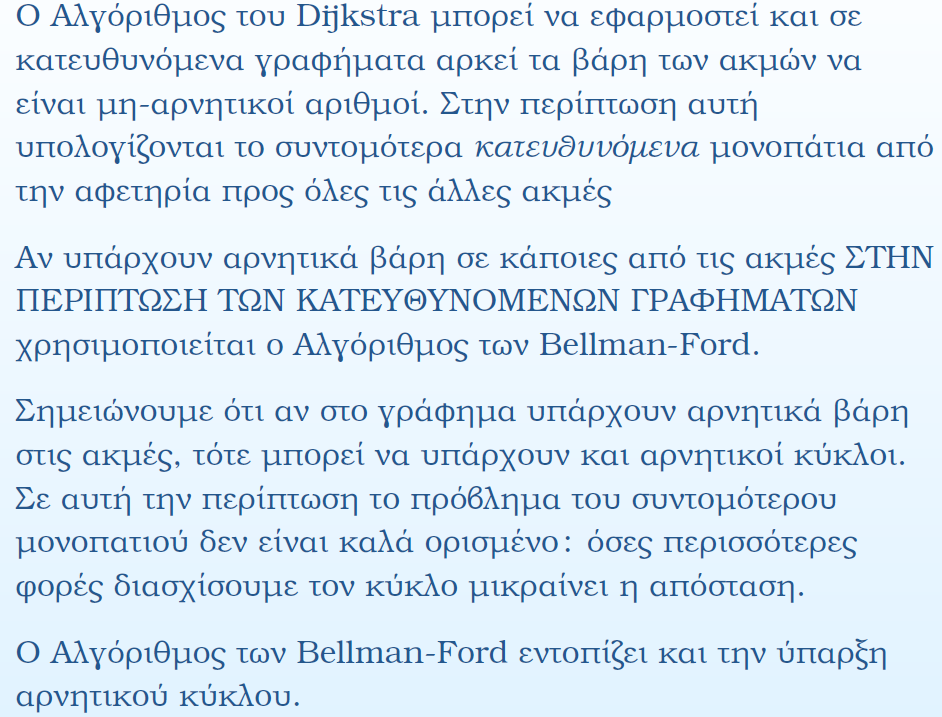 Ο Αλγόριθμος του Dijkstra μπορεί να εφαρμοστεί και σε
κατευθυνόμενα γραφήματα αρκεί τα βάρη των ακμών να
είναι μη-αρνητικοί αριθμοί. Στην περίπτωση αυτή
υπολογίζονται το συντομότερα κατευθυνόμενα μονοπάτια από
την αφετηρία προς όλες τις άλλες ακμές
Αν υπάρχουν αρνητικά βάρη σε κάποιες από τις ακμές ΣΤΗΝ
ΠΕΡΙΠΤΩΣΗ ΤΩΝ ΚΑΤΕΥΘΥΝΟΜΕΝΩΝ ΓΡΑΦΗΜΑΤΩΝ
χρησιμοποιείται ο Αλγόριθμος των Bellman-Ford.
Σημειώνουμε ότι αν στο γράφημα υπάρχουν αρνητικά βάρη
στις ακμές, τότε μπορεί να υπάρχουν και αρνητικοί κύκλοι.
Σε αυτή την περίπτωση το πρόβλημα του συντομότερου
μονοπατιού δεν είναι καλά ορισμένο: όσες περισσότερες
φορές διασχίσουμε τον κύκλο μικραίνει η απόσταση.
Ο Αλγόριθμος των Bellman-Ford εντοπίζει και την ύπαρξη
αρνητικού κύκλου.